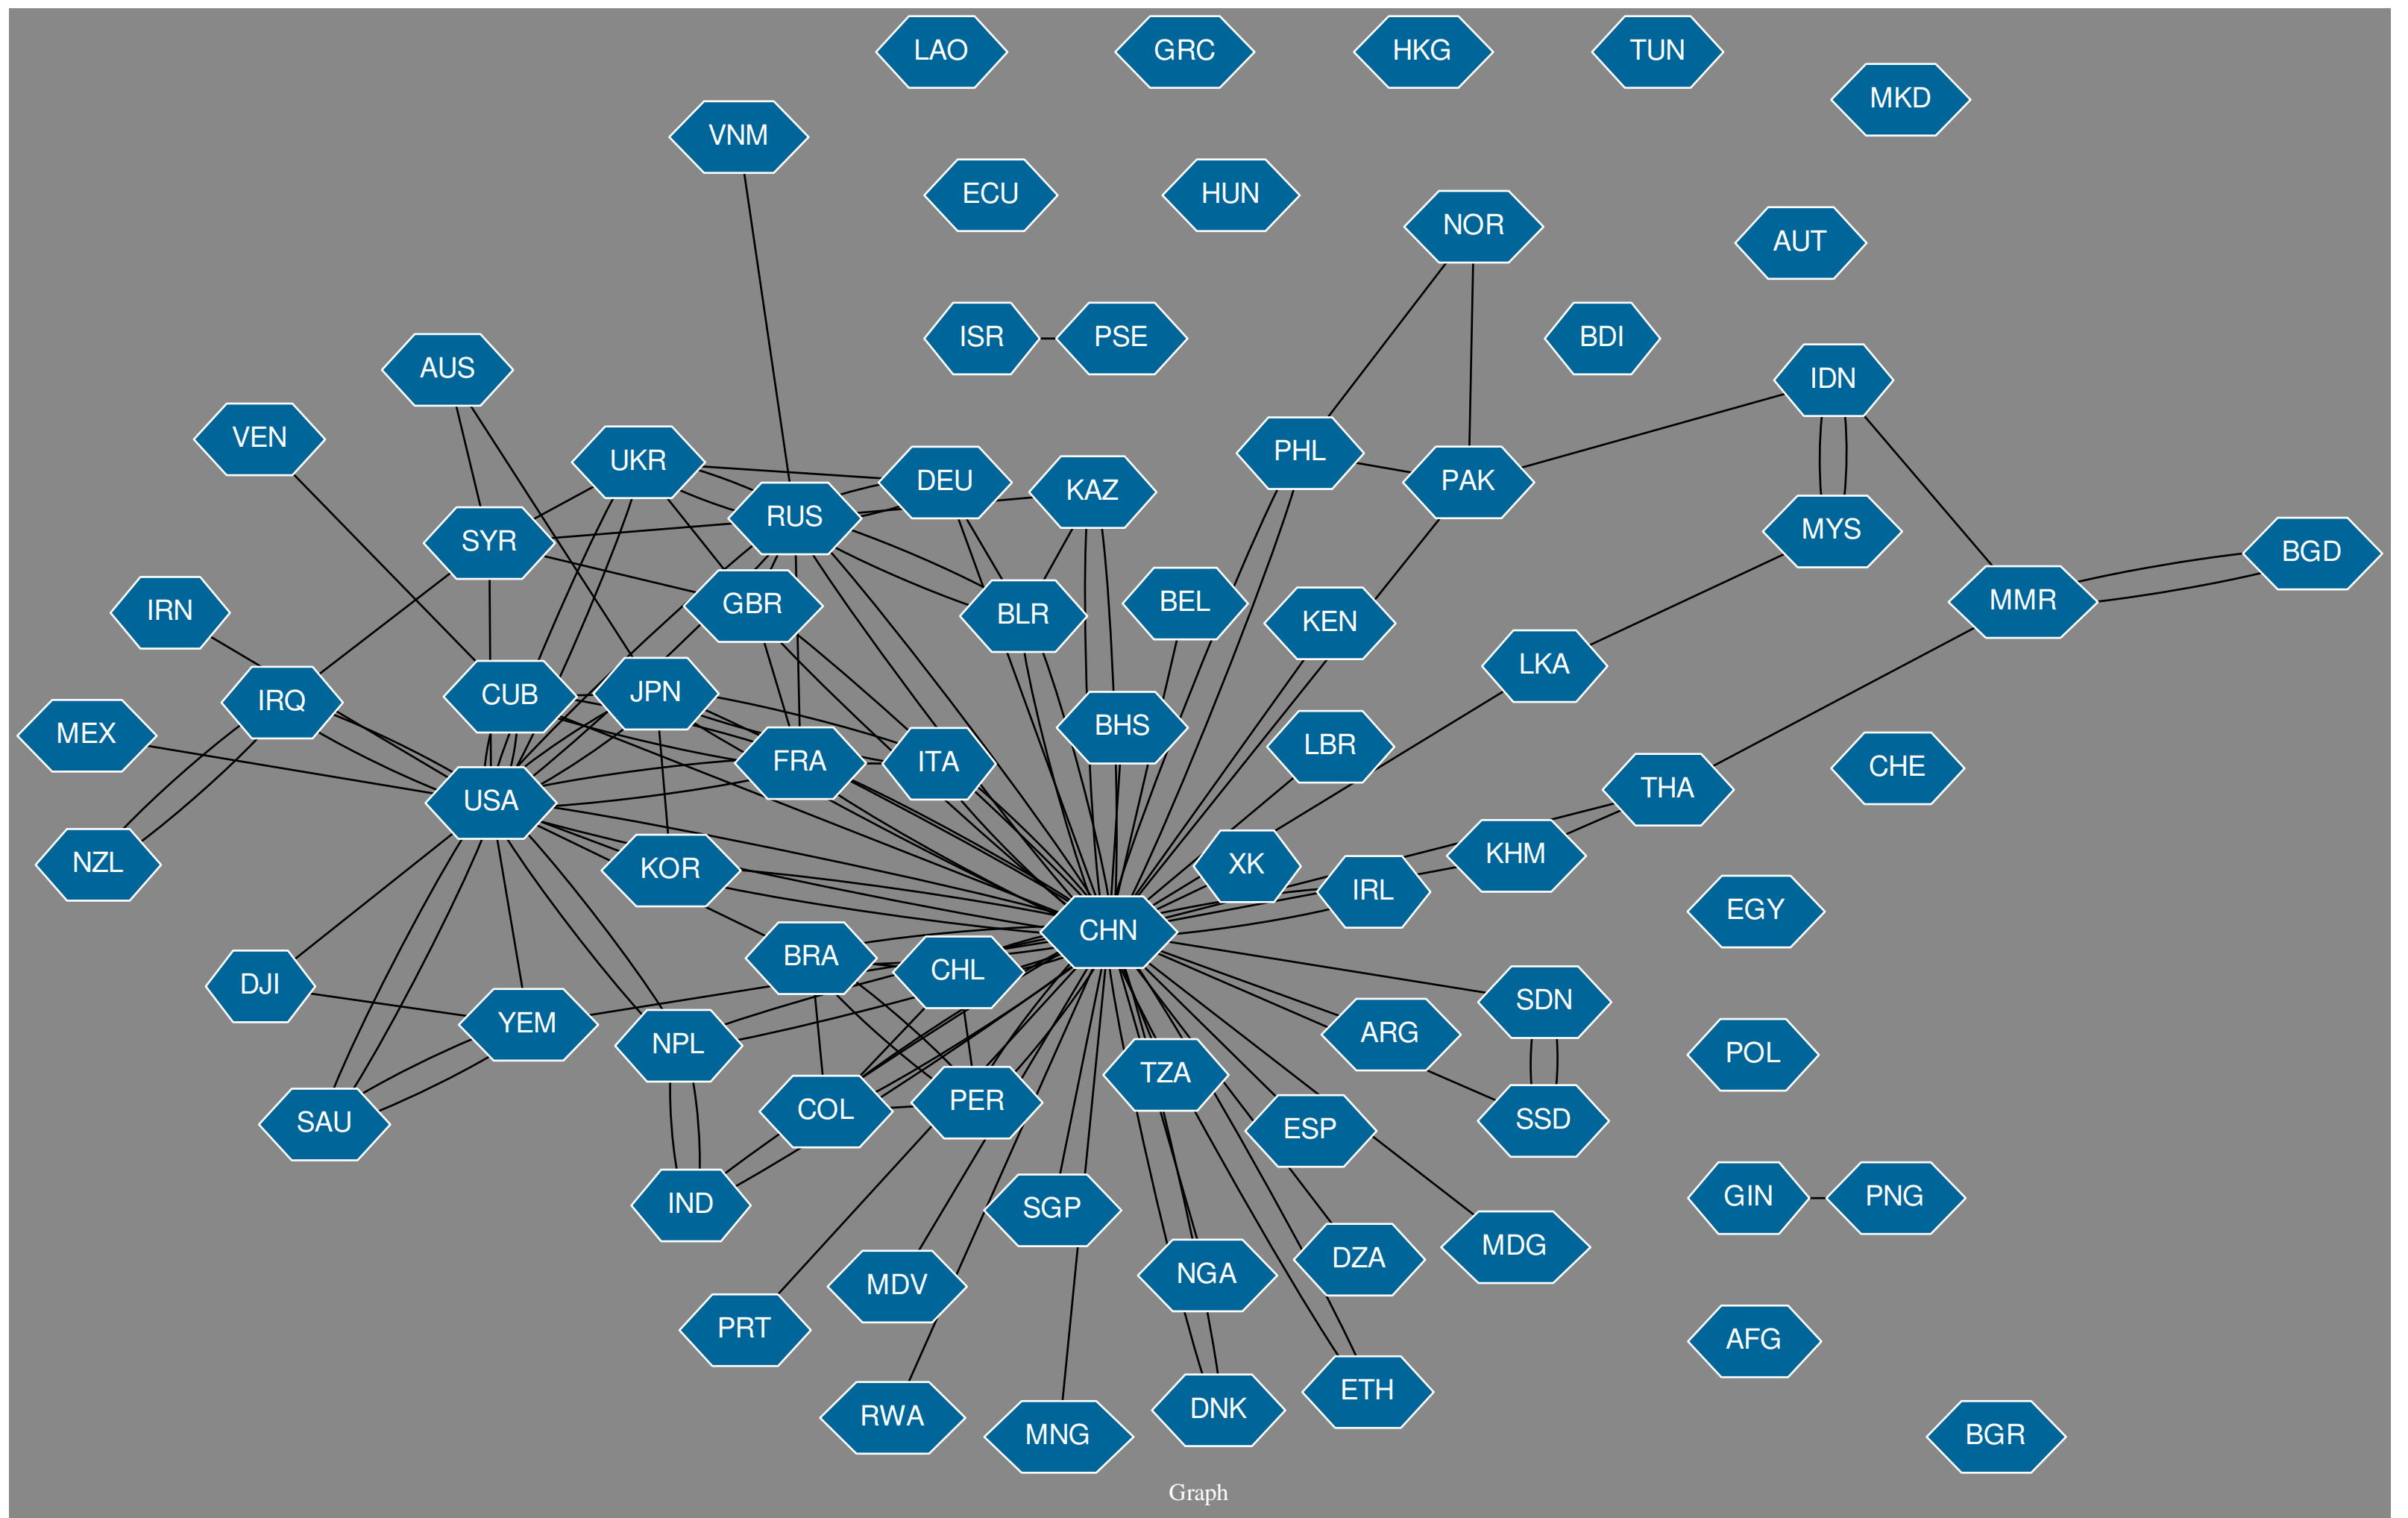 LAO
GRC
HKG
TUN
MKD
VNM
ECU
HUN
NOR
AUT
ISR
PSE
BDI
AUS
IDN
VEN
UKR
DEU
KAZ
PHL
PAK
RUS
SYR
MYS
BGD
IRN
GBR
BLR
BEL
KEN
MMR
LKA
IRQ
CUB
JPN
BHS
MEX
FRA
ITA
LBR
CHE
USA
THA
NZL
KOR
XK
IRL
KHM
CHN
EGY
BRA
CHL
DJI
SDN
YEM
NPL
ARG
POL
TZA
SAU
COL
PER
ESP
SSD
IND
SGP
GIN
PNG
MDV
NGA
DZA
MDG
PRT
AFG
RWA
MNG
DNK
ETH
BGR
Graph